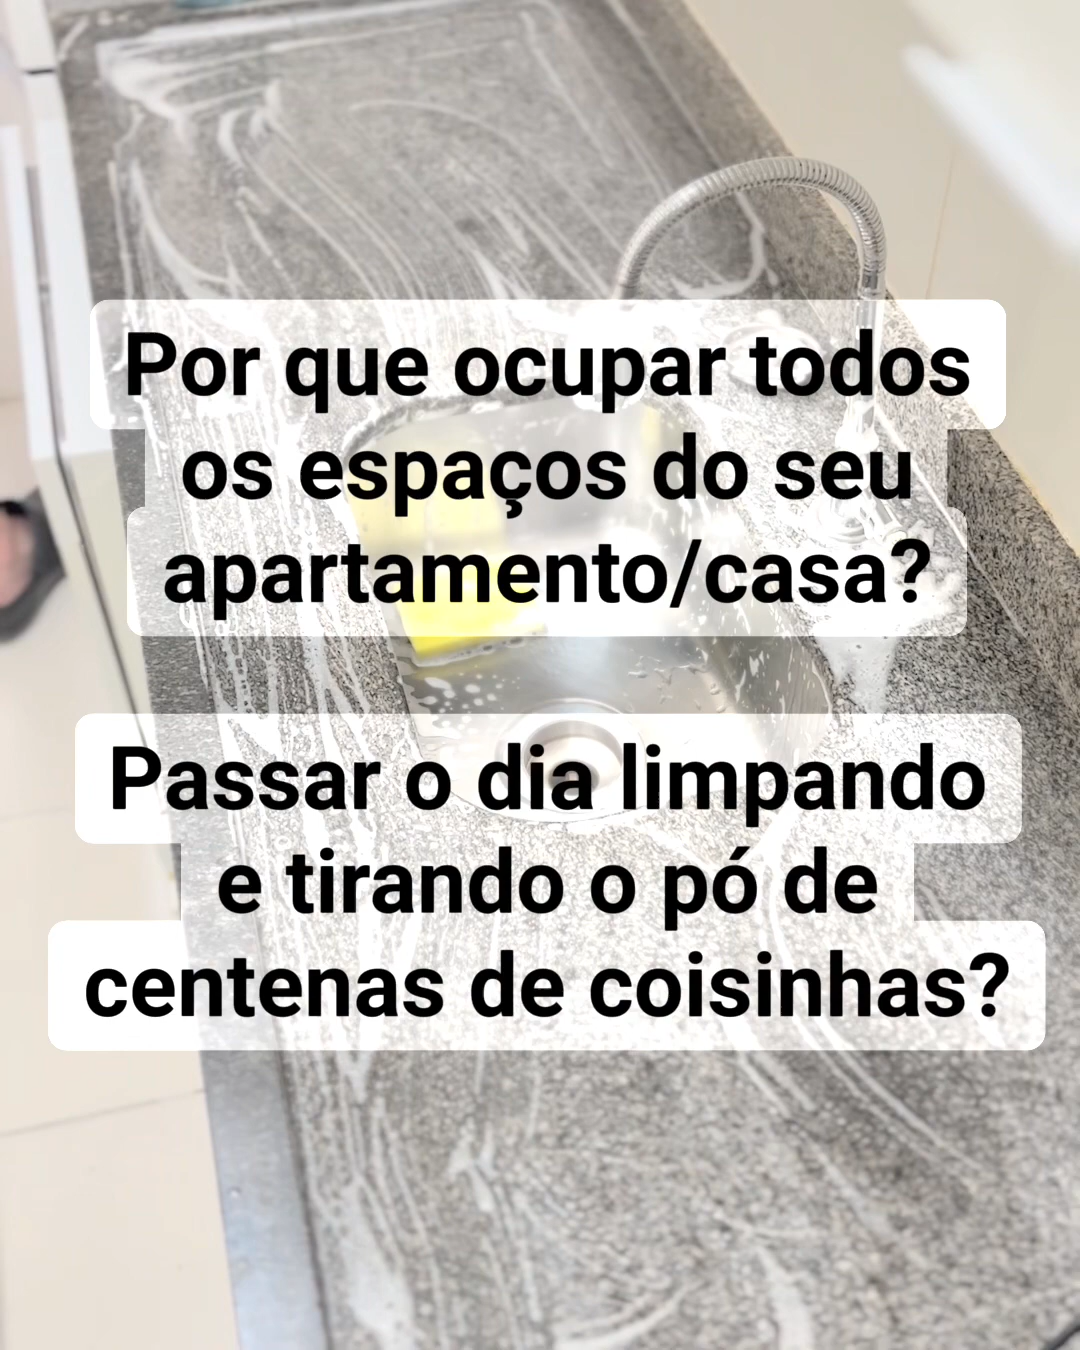 Por que ocupar todos
os espaços do seu
apartamento/casa?
Passar o dia limpando
e tirando o pó de
centenas de coisinhas?